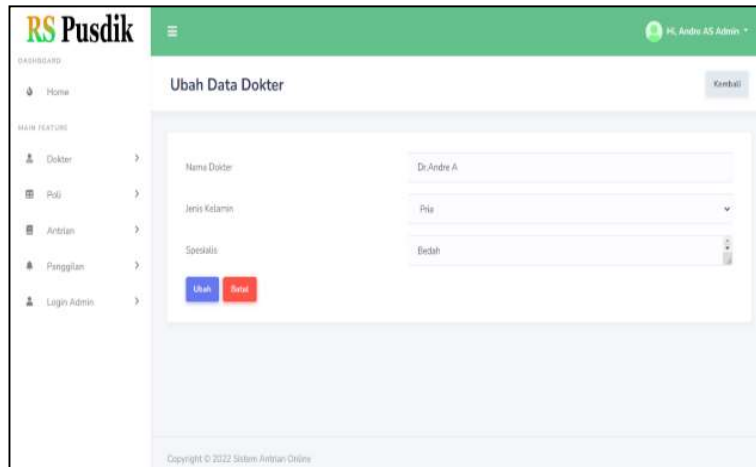 RS Pusdik
Hi, Andre AS Admin
DASHBOARD
Home
MAIN FEATURE
Dokter
Poli
Antrian
Panggilan
Login Admin
Ubah Data Dokter
Kembali
Nama Dokter
Dr.Andre A
Jenis Kelamin
Pria
Spesialis
Bedah
Ubah
Batal
Copyright © 2022 Sistem Antrian Online